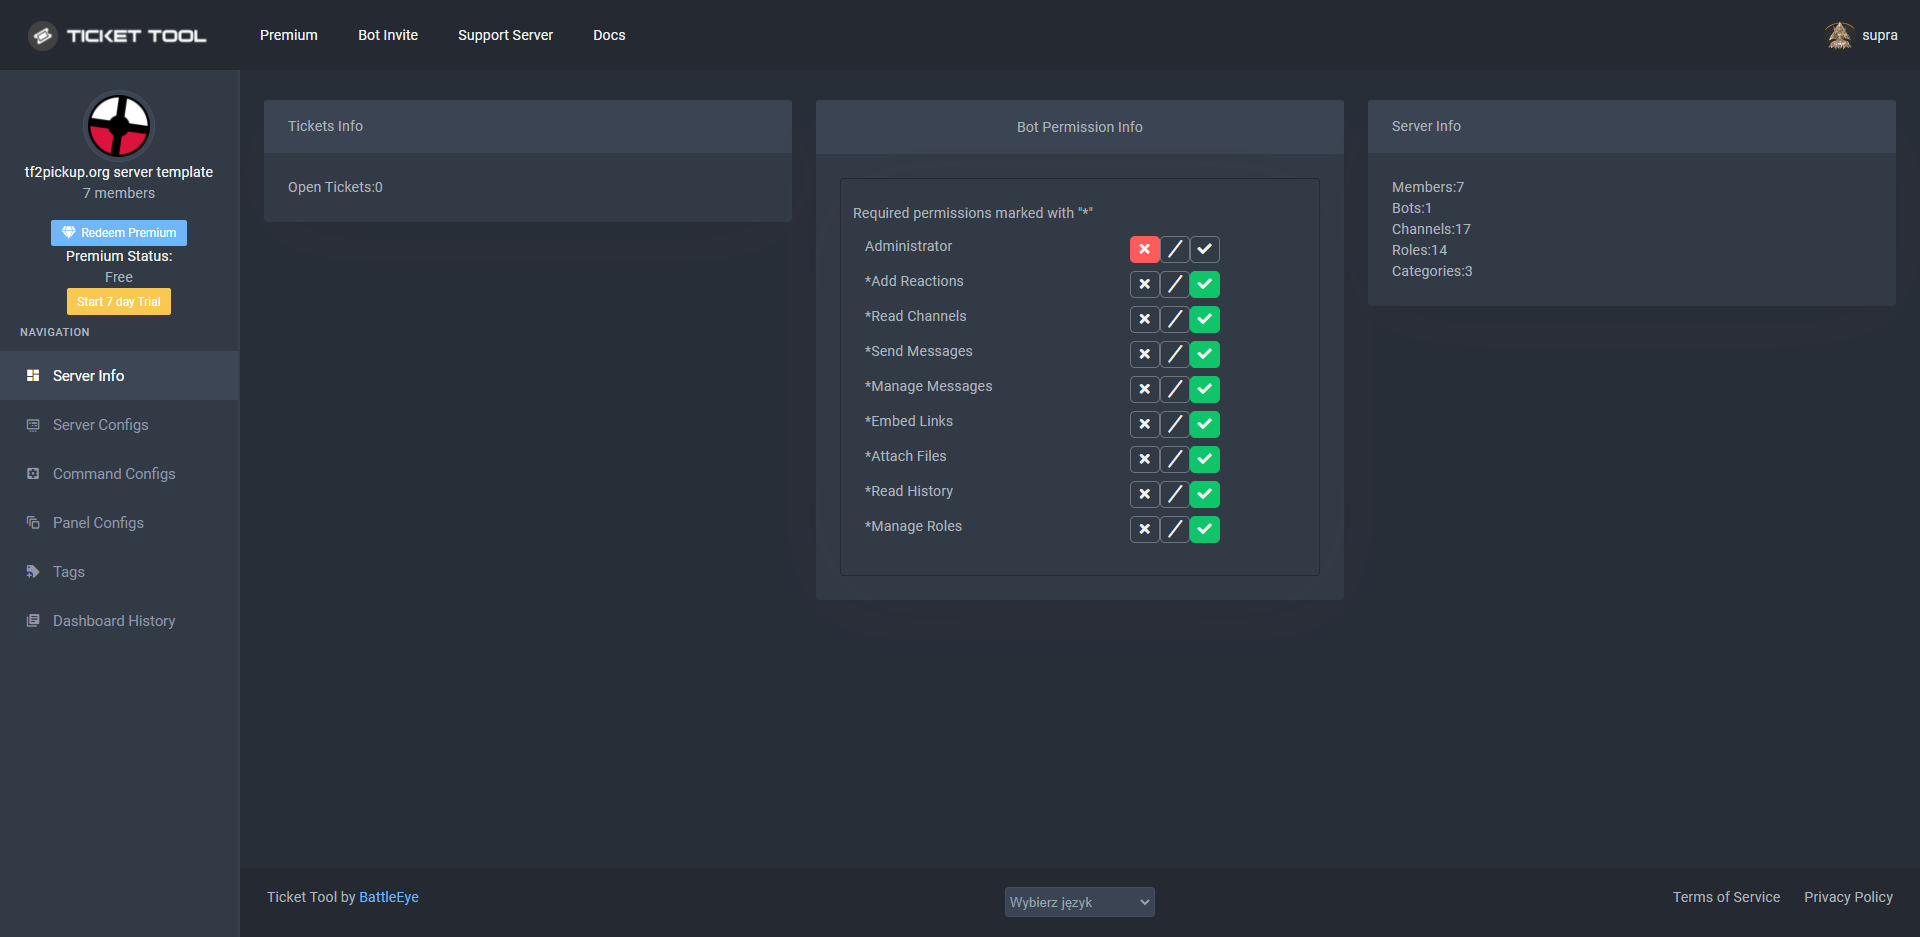 TICKET TOOL
Premium
Bot Invite
Support Server
Docs
supra
tf2pickup.org server template
7 members
Redeem Premium
Premium Status:
Free
Start 7 day Trial
NAVIGATION
Server Info
Server Configs
Command Configs
Panel Configs
Tags
Dashboard History
Tickets Info
Open Tickets:0
Bot Permission Info
Required permissions marked with "*"
Administrator
*Add Reactions
*Read Channels
*Send Messages
*Manage Messages
*Embed Links
*Attach Files
*Read History
*Manage Roles
Server Info
Members:7
Bots:1
Channels:17
Roles:14
Categories:3
Ticket Tool by BattleEye
Wybierz język
Terms of Service
Privacy Policy